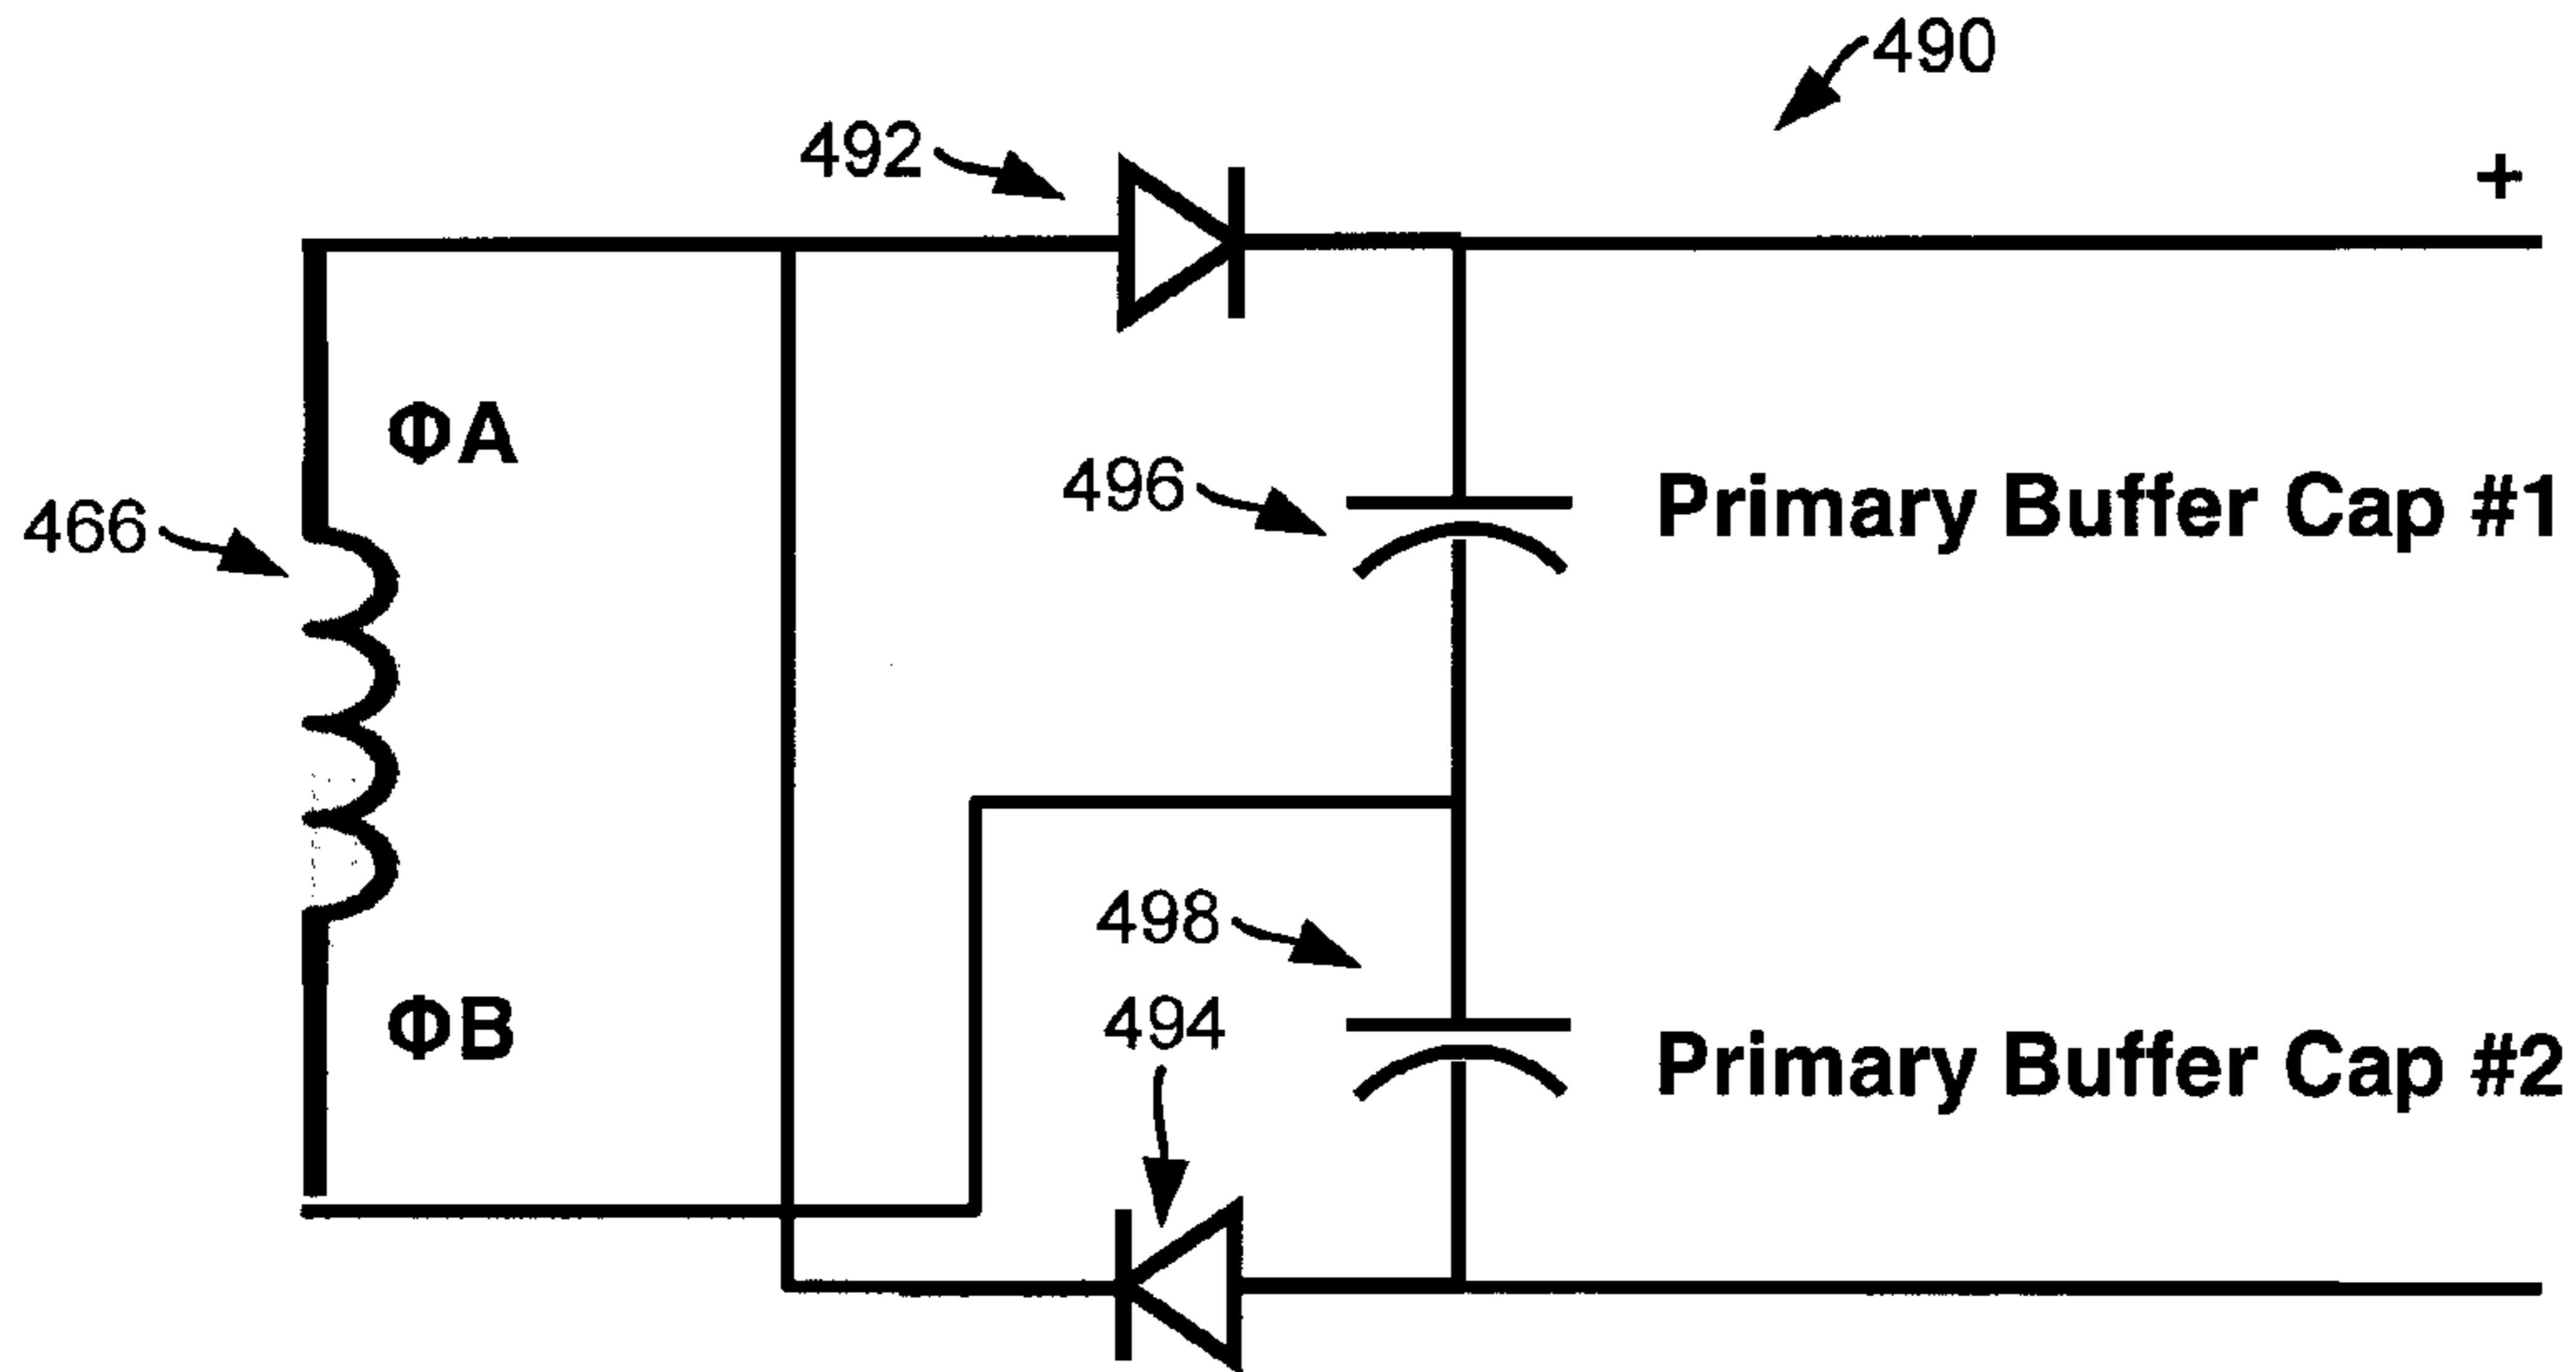 490
492
+
ΦA
496
Primary Buffer Cap #1
466
498
494
ΦB
Primary Buffer Cap #2